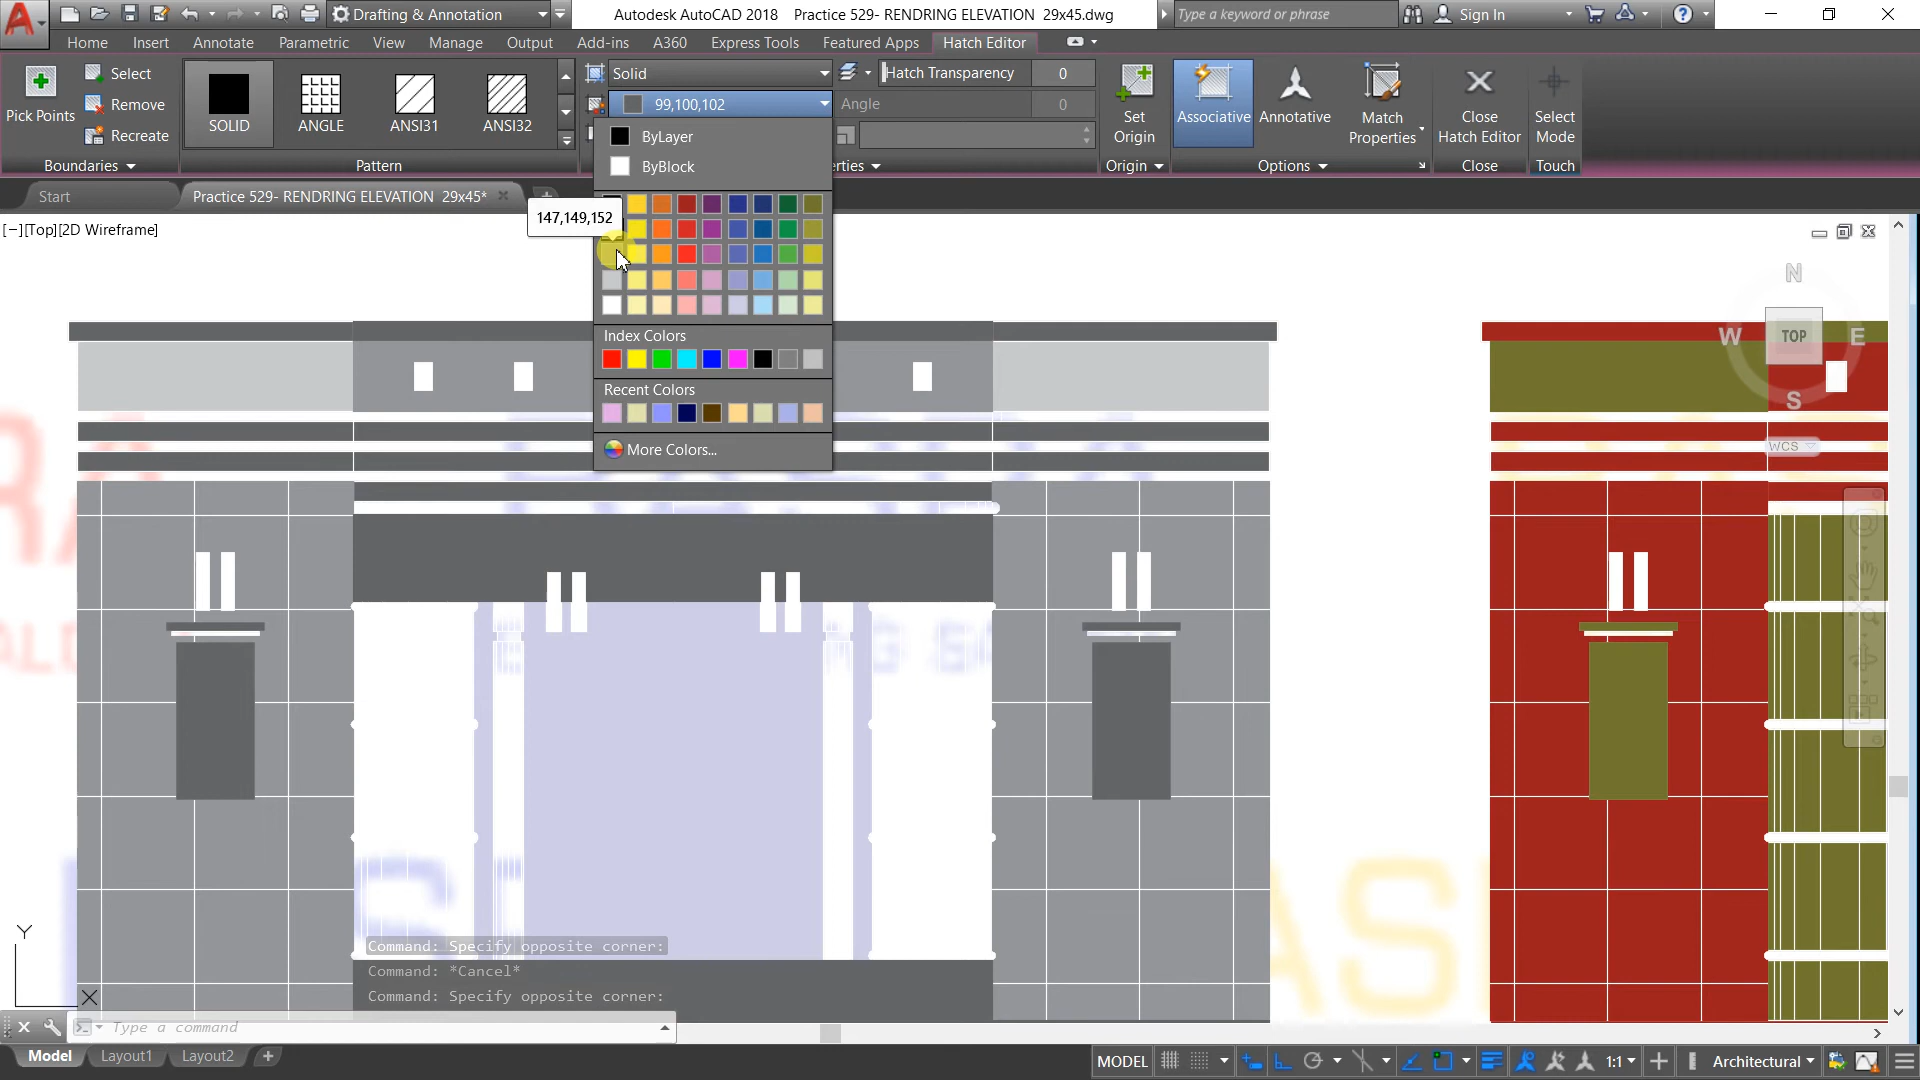 Drafting & Annotation
Autodesk AutoCAD 2018 Practice 529- RENDRING ELEVATION 29x45.dwg
Type a keyword or phrase
Sign In
Home Insert Annotate Parametric View Manage Output Add-ins A360 Express Tools Featured Apps Hatch Editor
Pick Points
Select
Remove
Recreate
Boundaries
SOLID
ANGLE
ANSI31
ANSI32
Pattern
Solid
99,100,102
Hatch Transparency 0
Angle 0
erties
Set
Origin
Origin
Associative
Annotative
Match
Properties
Options
Close
Hatch Editor
Close
Select
Mode
Touch
ByLayer
ByBlock
147,149,152
Index Colors
Recent Colors
More Colors...
Start
Practice 529- RENDRING ELEVATION 29x45*
[−][Top][2D Wireframe]
N
W TOP E
S
WCS
Y
X
Command: Specify opposite corner:
Command: *Cancel*
Command: Specify opposite corner:
Type a command
Model Layout1 Layout2
MODEL
1:1
Architectural